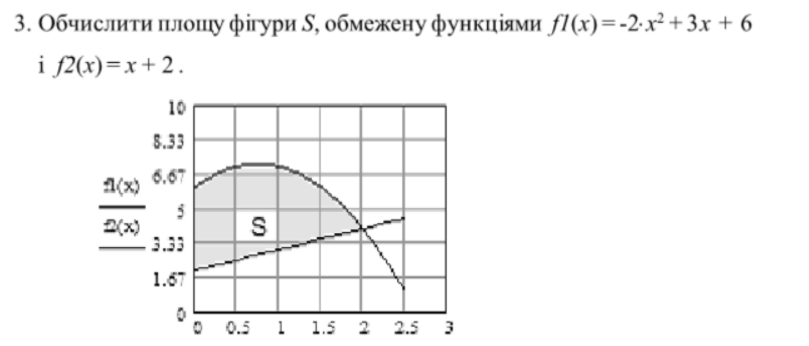 3. Обчислити площу фігури S, обмежену функціями f1(x)=-2·x²+3x + 6
і f2(x)=x+2.
10
8.33
6.67
5
3.33
1.67
0
f1(x)
f2(x)
S
0 0.5 1 1.5 2 2.5 3